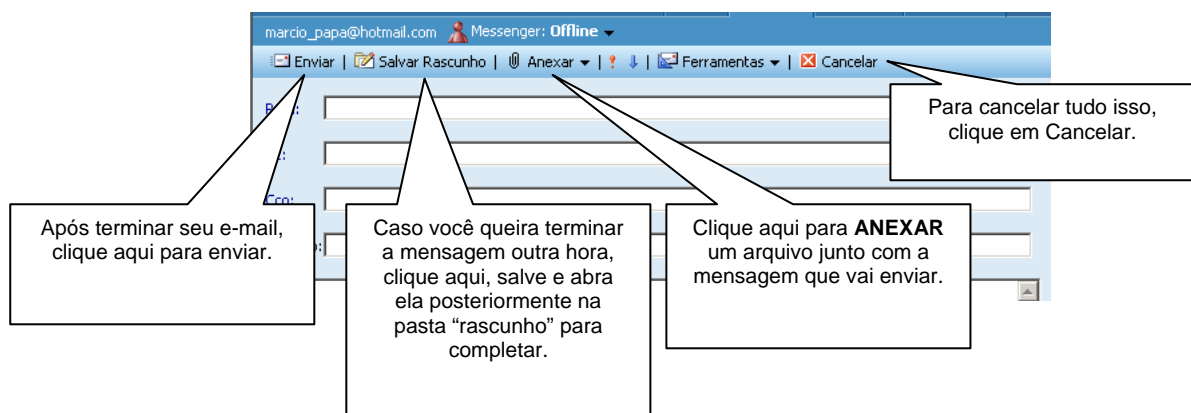 marcio_papa@hotmail.com Messenger: Offline
Enviar | Salvar Rascunho | Anexar | Ferramentas | Cancelar
Para cancelar tudo isso,
clique em Cancelar.
Cco:
Após terminar seu e-mail,
clique aqui para enviar.
Caso você queira terminar
a mensagem outra hora,
clique aqui, salve e abra
ela posteriormente na
pasta “rascunho” para
completar.
Clique aqui para ANEXAR
um arquivo junto com a
mensagem que vai enviar.